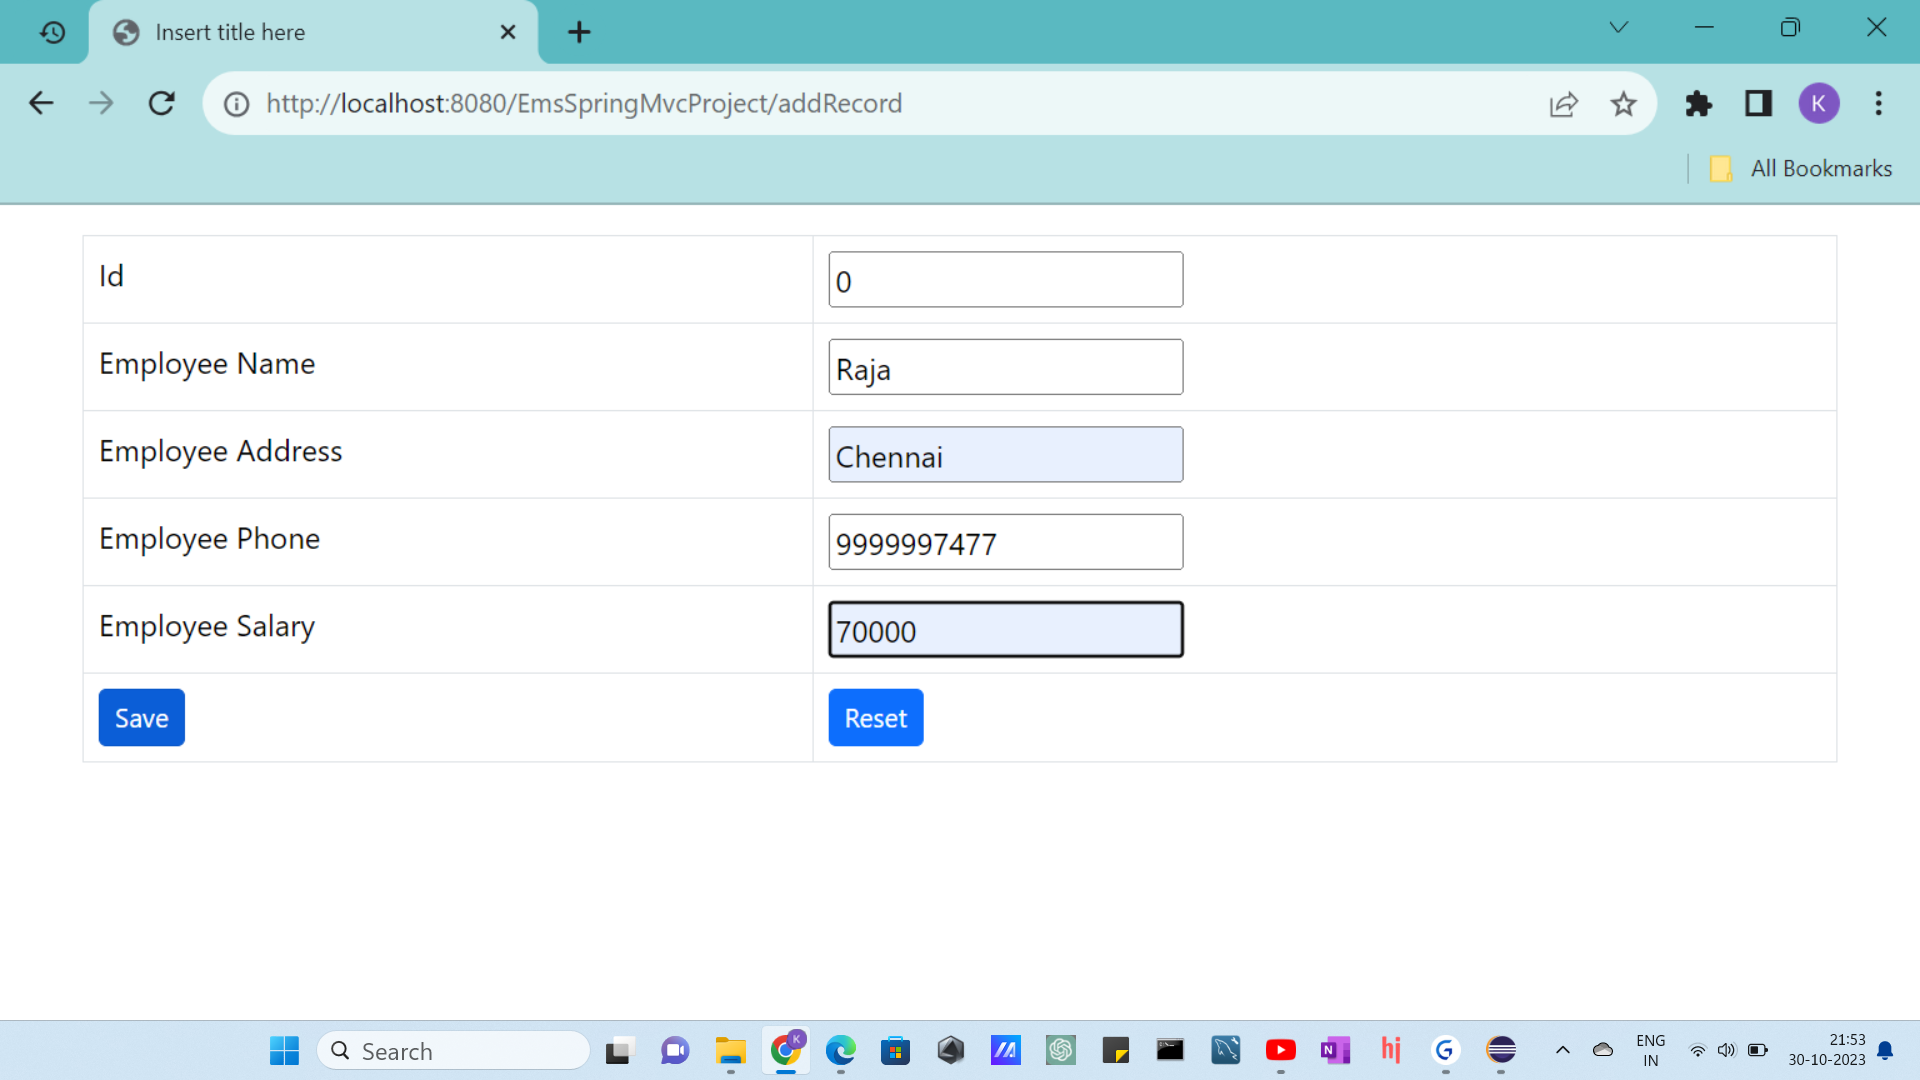 Insert title here
http://localhost:8080/EmsSpringMvcProject/addRecord
K
All Bookmarks
Id
0
Employee Name
Raja
Employee Address
Chennai
Employee Phone
9999997477
Employee Salary
70000
Save
Reset
Search
K
N
hi
G
ENG
IN
21:53
30-10-2023